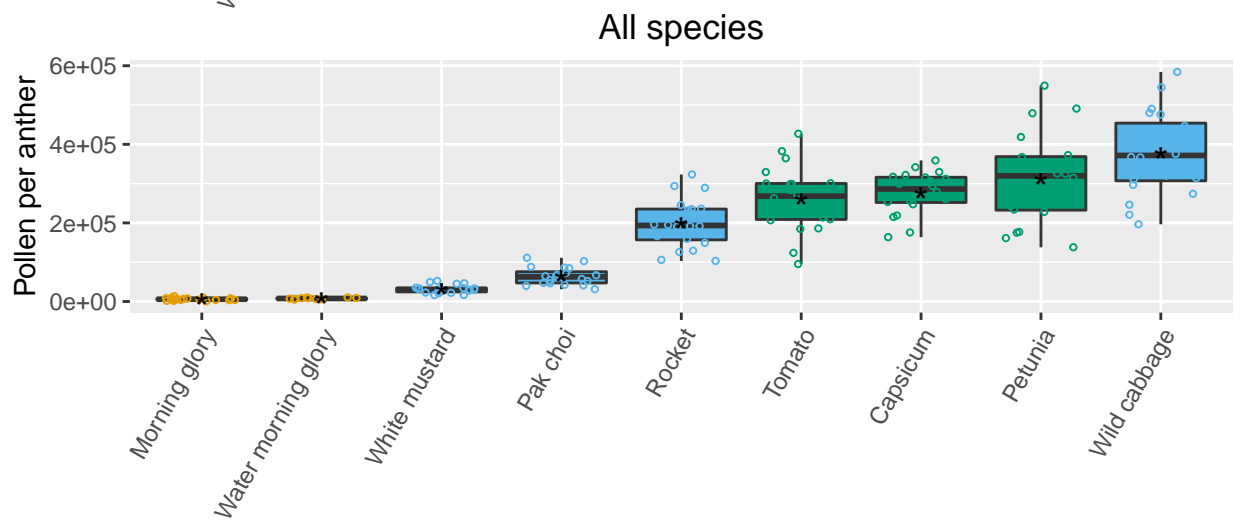 All species
Pollen per anther
6e+05
4e+05
2e+05
0e+00
Morning glory
Water morning glory
White mustard
Pak choi
Rocket
Tomato
Capsicum
Petunia
Wild cabbage